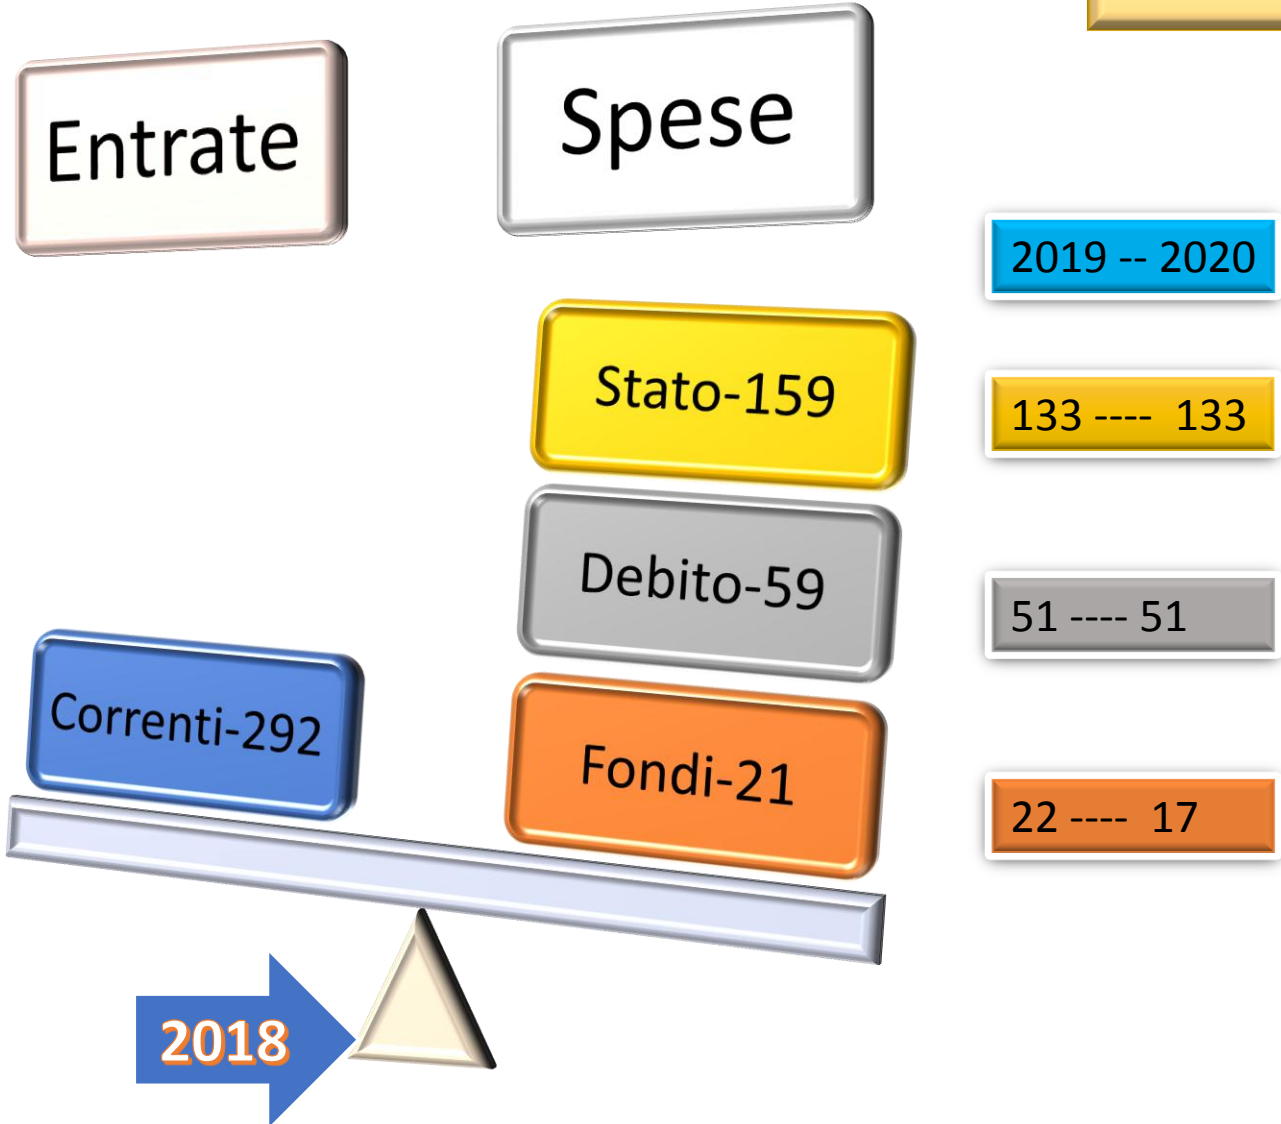 Entrate
Spese
2019 -- 2020
Stato-159
133 ---- 133
Debito-59
51 ---- 51
Correnti-292
Fondi-21
22 ---- 17
2018